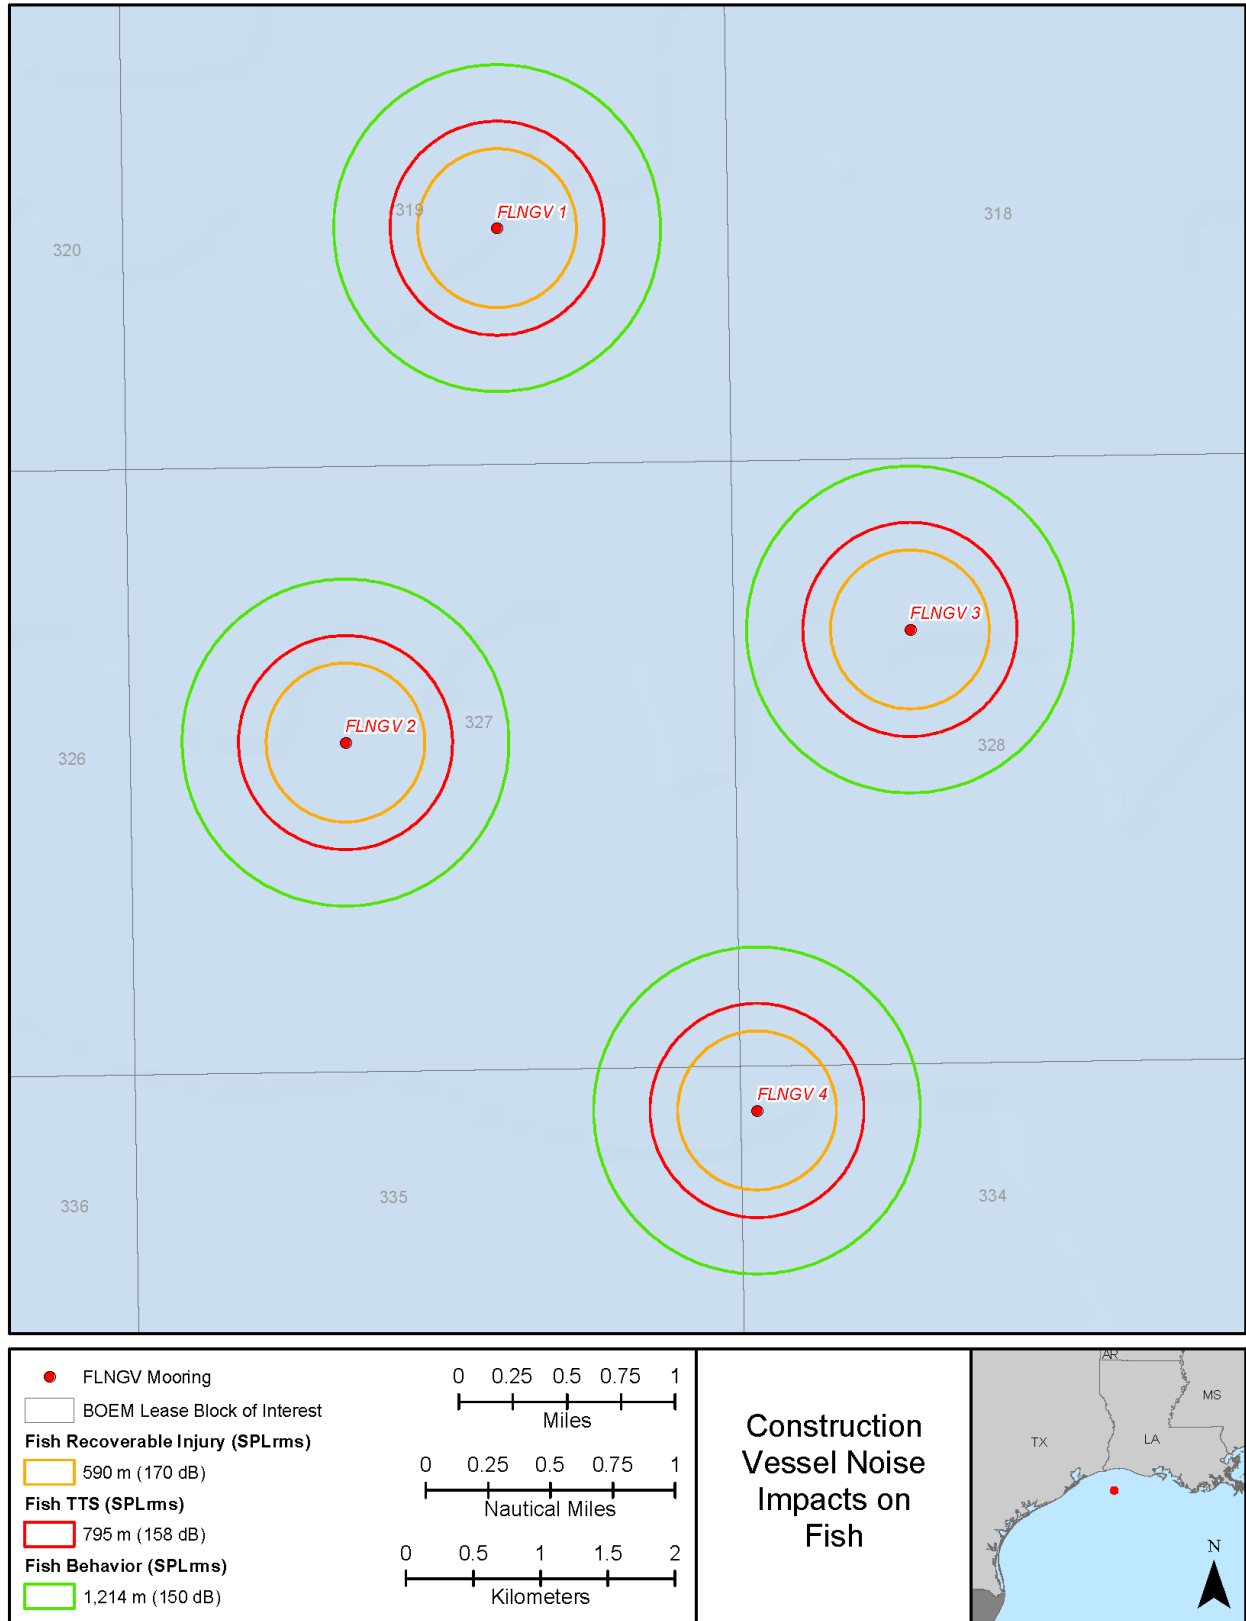 319
FLNGV 1
318
320
FLNGV 3
FLNGV 2
327
328
326
FLNGV 4
336
335
334
FLNGV Mooring
BOEM Lease Block of Interest
Fish Recoverable Injury (SPLrms)
590 m (170 dB)
Fish TTS (SPLrms)
795 m (158 dB)
Fish Behavior (SPLrms)
1,214 m (150 dB)
0 0.25 0.5 0.75 1
Miles
0 0.25 0.5 0.75 1
Nautical Miles
0 0.5 1 1.5 2
Kilometers
Construction
Vessel Noise
Impacts on
Fish
AR
MS
TX
LA
N